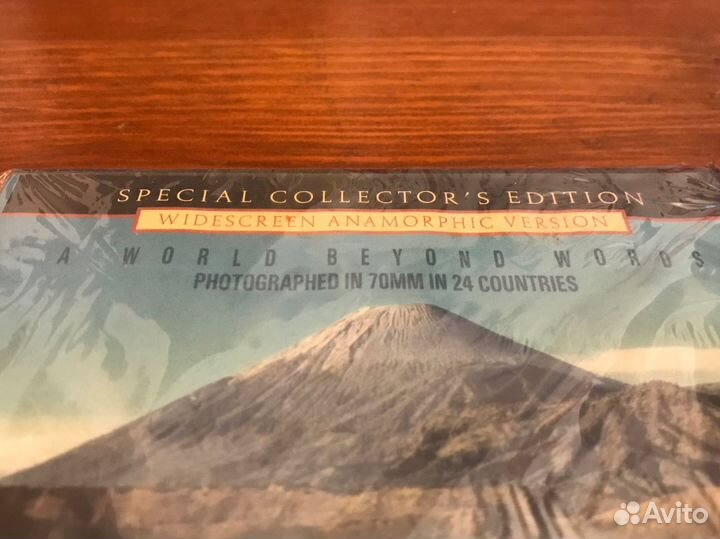 SPECIAL COLLECTOR'S EDITION
WIDESCREEN ANAMORPHIC VERSION
A WORLD BEYOND WORDS
PHOTOGRAPHED IN 70MM IN 24 COUNTRIES
Avito